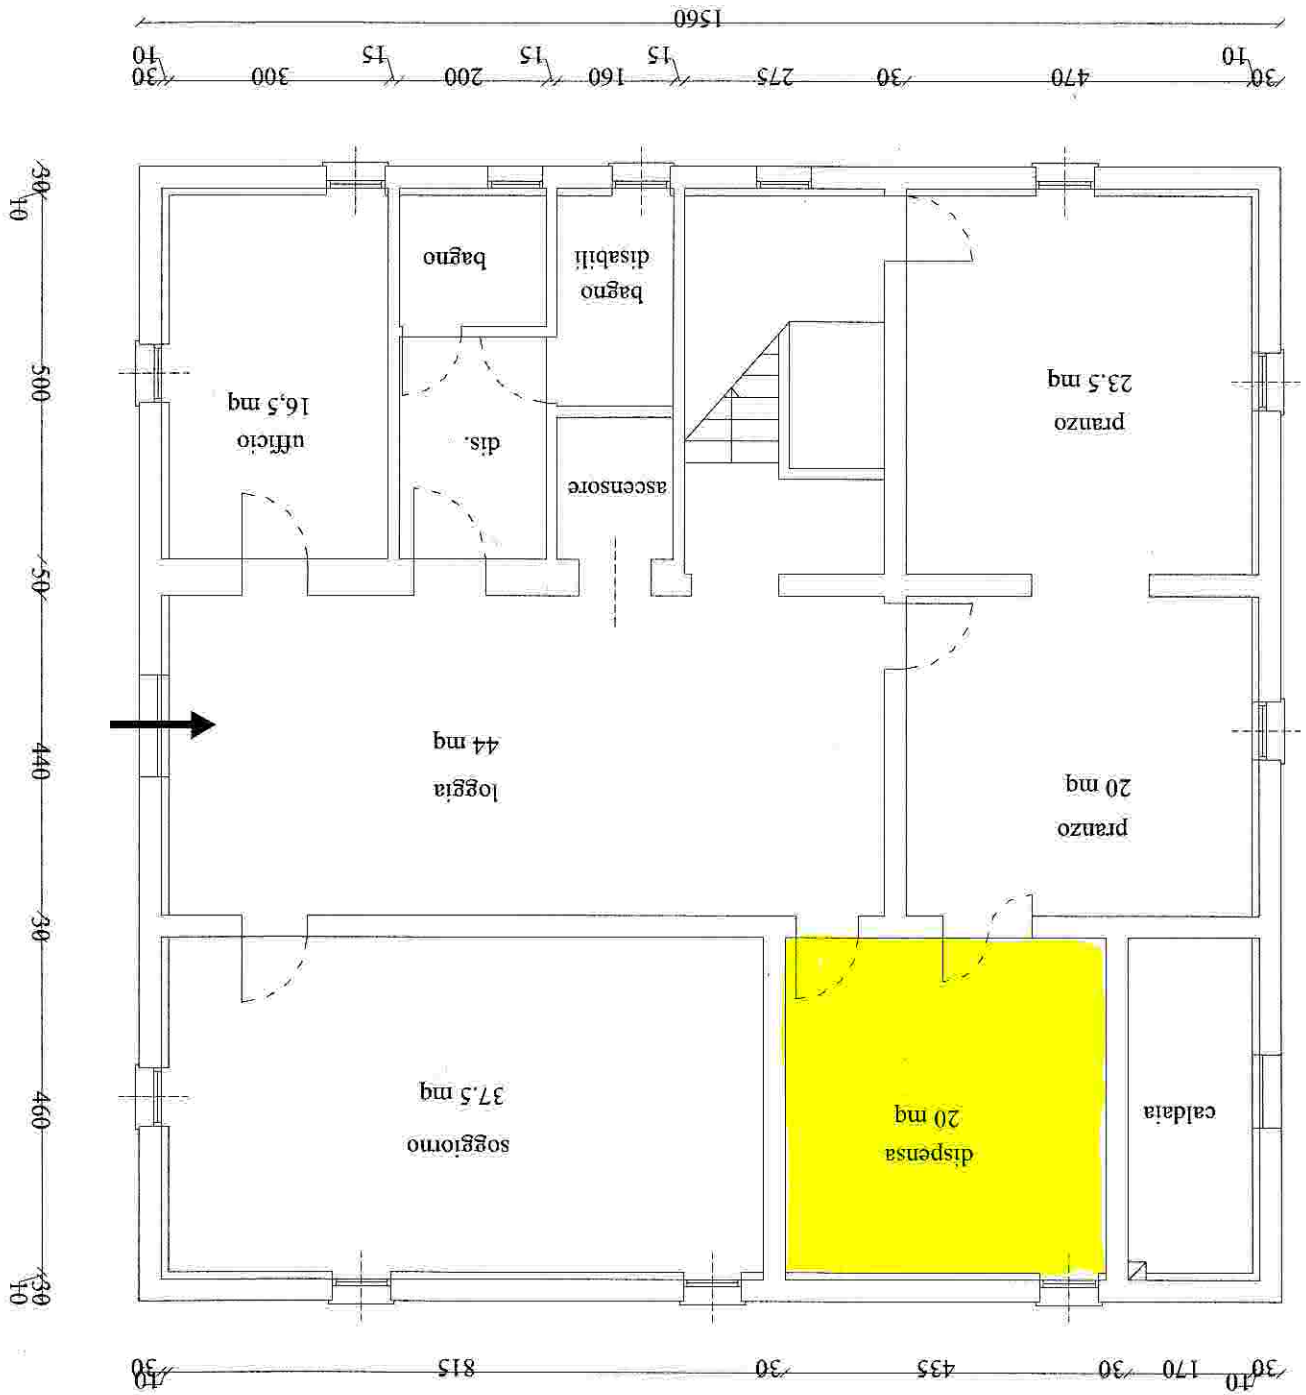 30 10 170 30 435 30 815 10 30
30 10
caldaia
dispensa
20 mq
soggiorno
37.5 mq
460
30
pranzo
20 mq
loggia
44 mq
440
50
ascensore
dis.
pranzo
23.5 mq
ufficio
16,5 mq
500
bagno
disabili
bagno
30 10
30 10 470 30 275 15 160 15 200 15 300 30 10
1560